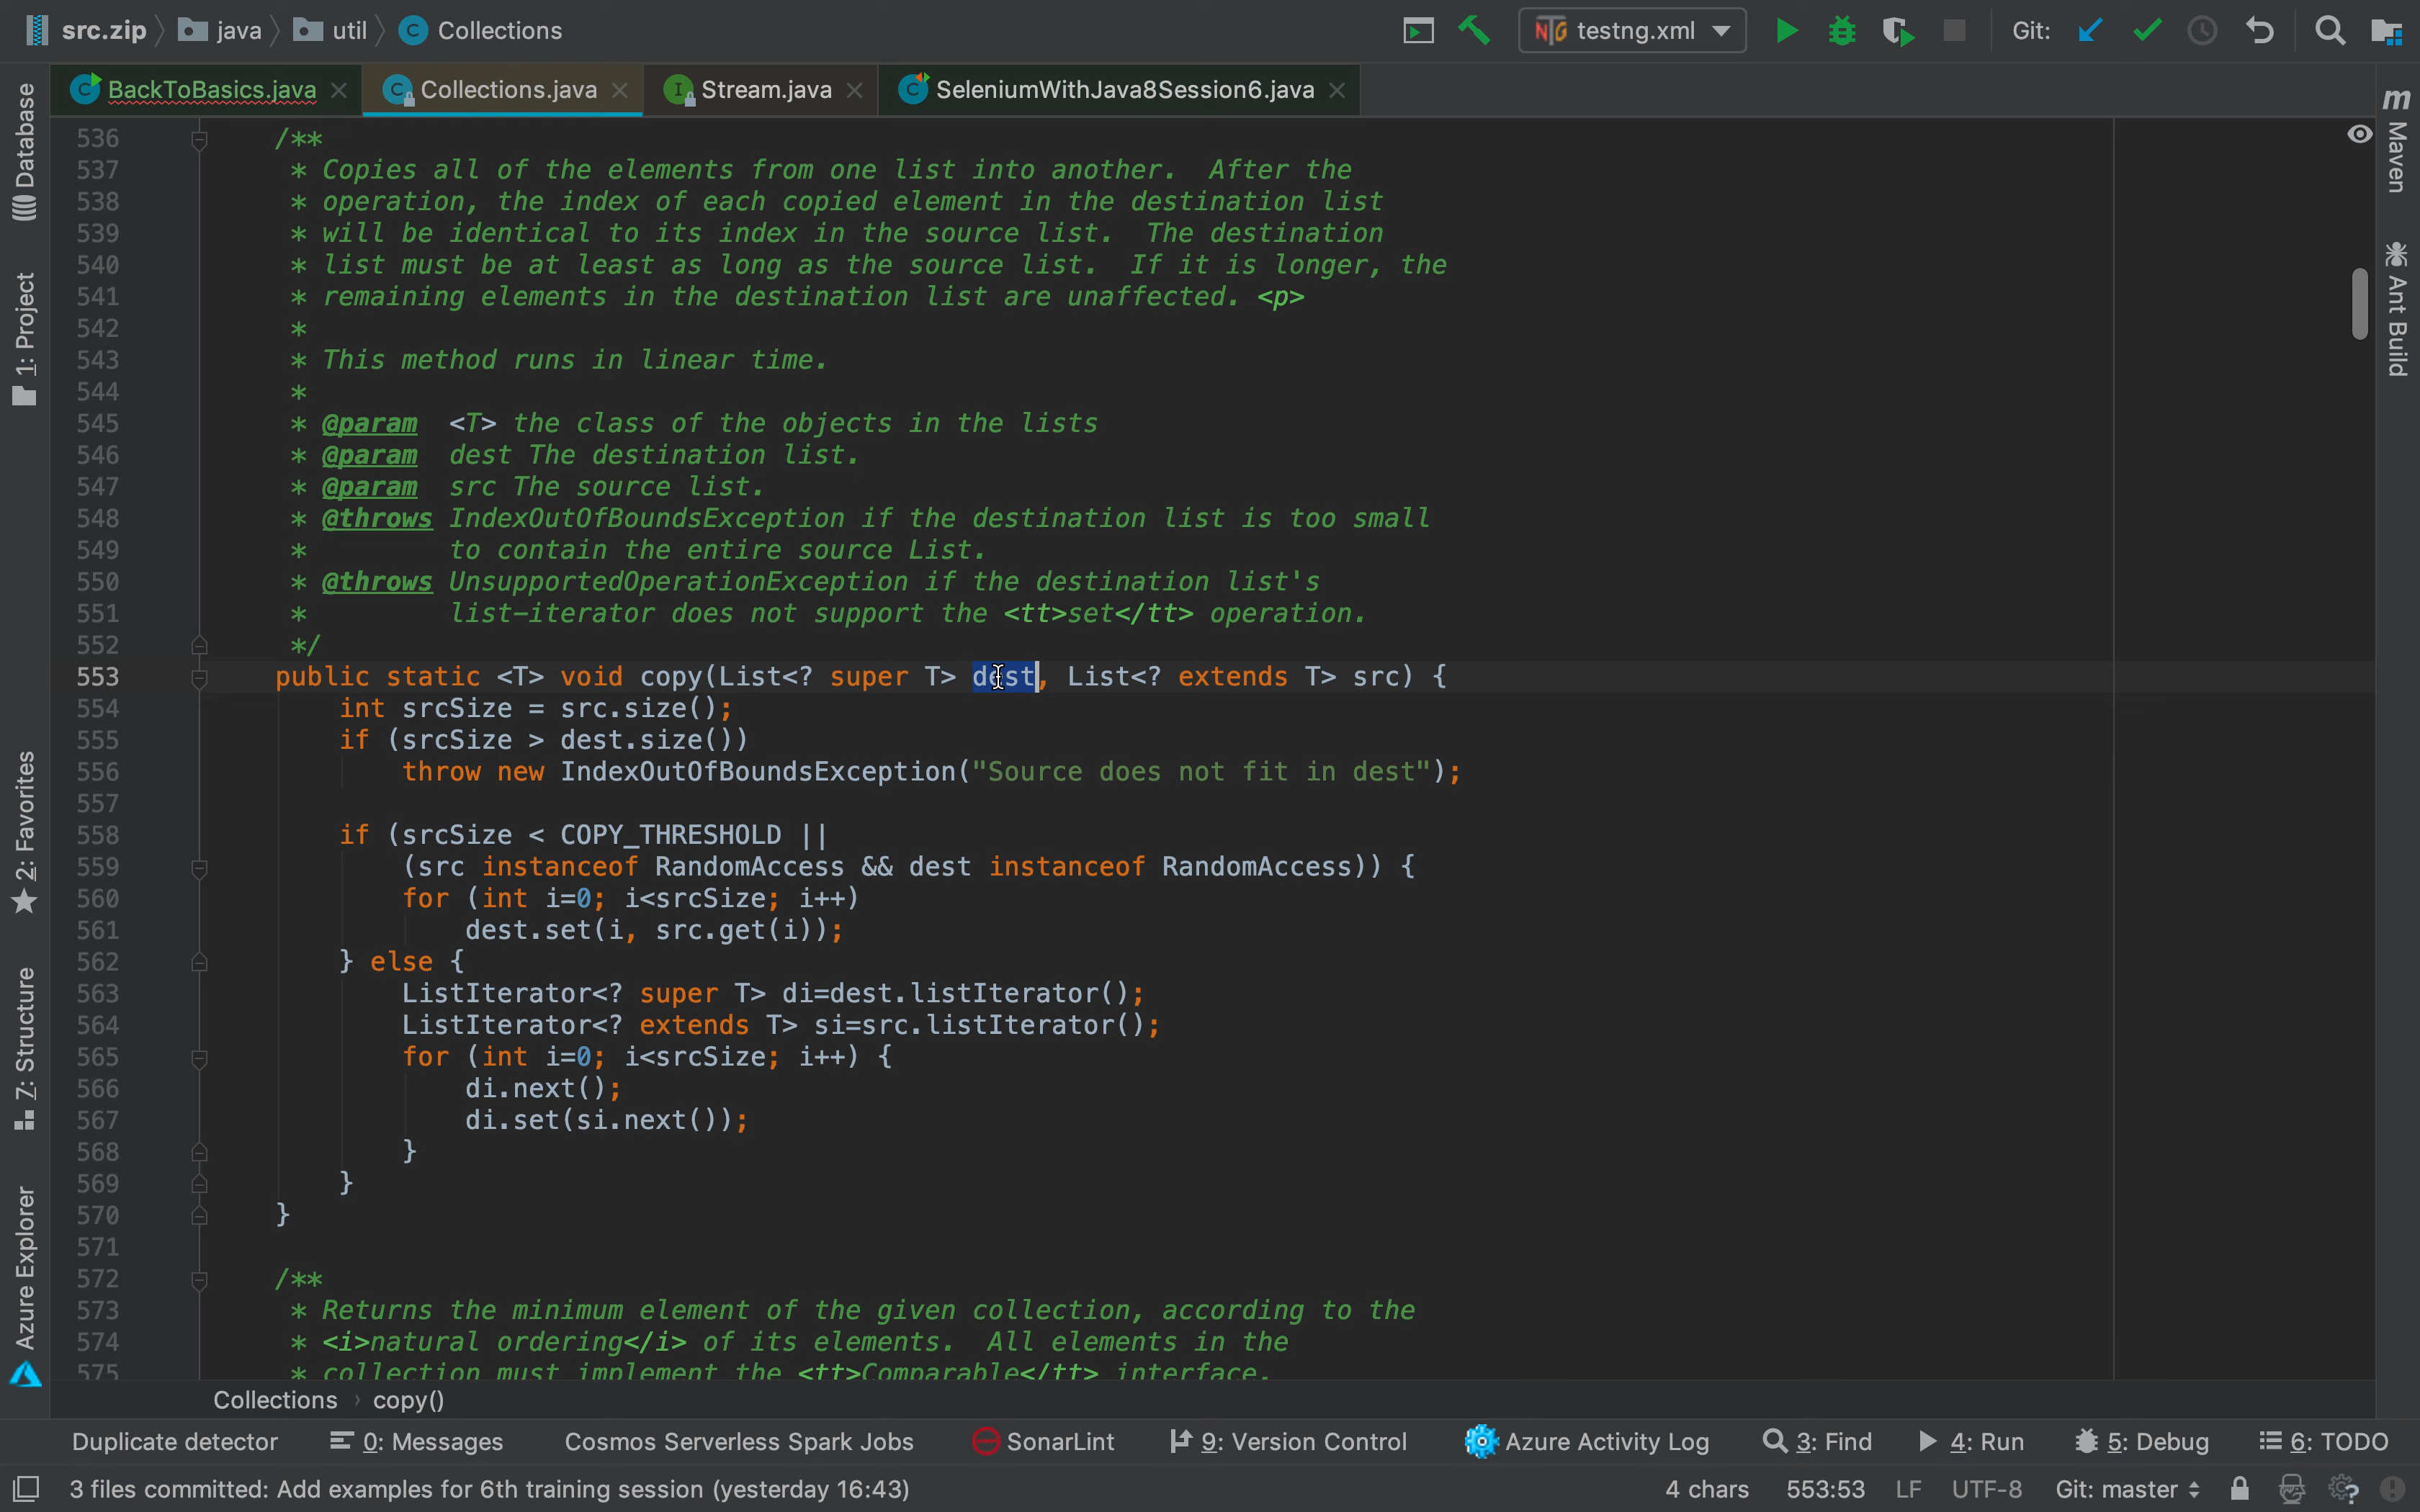 src.zip java util Collections testng.xml Git:
BackToBasics.java Collections.java Stream.java SeleniumWithJava8Session6.java
Database
1: Project
2: Favorites
7: Structure
Azure Explorer
536 /**
537 * Copies all of the elements from one list into another.  After the
538 * operation, the index of each copied element in the destination list
539 * will be identical to its index in the source list.  The destination
540 * list must be at least as long as the source list.  If it is longer, the
541 * remaining elements in the destination list are unaffected. <p>
542 *
543 * This method runs in linear time.
544 *
545 * @param  <T> the class of the objects in the lists
546 * @param  dest The destination list.
547 * @param  src The source list.
548 * @throws IndexOutOfBoundsException if the destination list is too small
549 *         to contain the entire source List.
550 * @throws UnsupportedOperationException if the destination list's
551 *         list-iterator does not support the <tt>set</tt> operation.
552 */
553 public static <T> void copy(List<? super T> dest, List<? extends T> src) {
554 int srcSize = src.size();
555 if (srcSize > dest.size())
556 throw new IndexOutOfBoundsException("Source does not fit in dest");
557
558 if (srcSize < COPY_THRESHOLD ||
559 (src instanceof RandomAccess && dest instanceof RandomAccess)) {
560 for (int i=0; i<srcSize; i++)
561 dest.set(i, src.get(i));
562 } else {
563 ListIterator<? super T> di=dest.listIterator();
564 ListIterator<? extends T> si=src.listIterator();
565 for (int i=0; i<srcSize; i++) {
566 di.next();
567 di.set(si.next());
568 }
569 }
570 }
571
572 /**
573 * Returns the minimum element of the given collection, according to the
574 * <i>natural ordering</i> of its elements.  All elements in the
575 * collection must implement the <tt>Comparable</tt> interface.
m Maven
Ant Build
Collections › copy()
Duplicate detector 0: Messages Cosmos Serverless Spark Jobs SonarLint 9: Version Control Azure Activity Log 3: Find 4: Run 5: Debug 6: TODO
3 files committed: Add examples for 6th training session (yesterday 16:43) 4 chars 553:53 LF UTF-8 Git: master